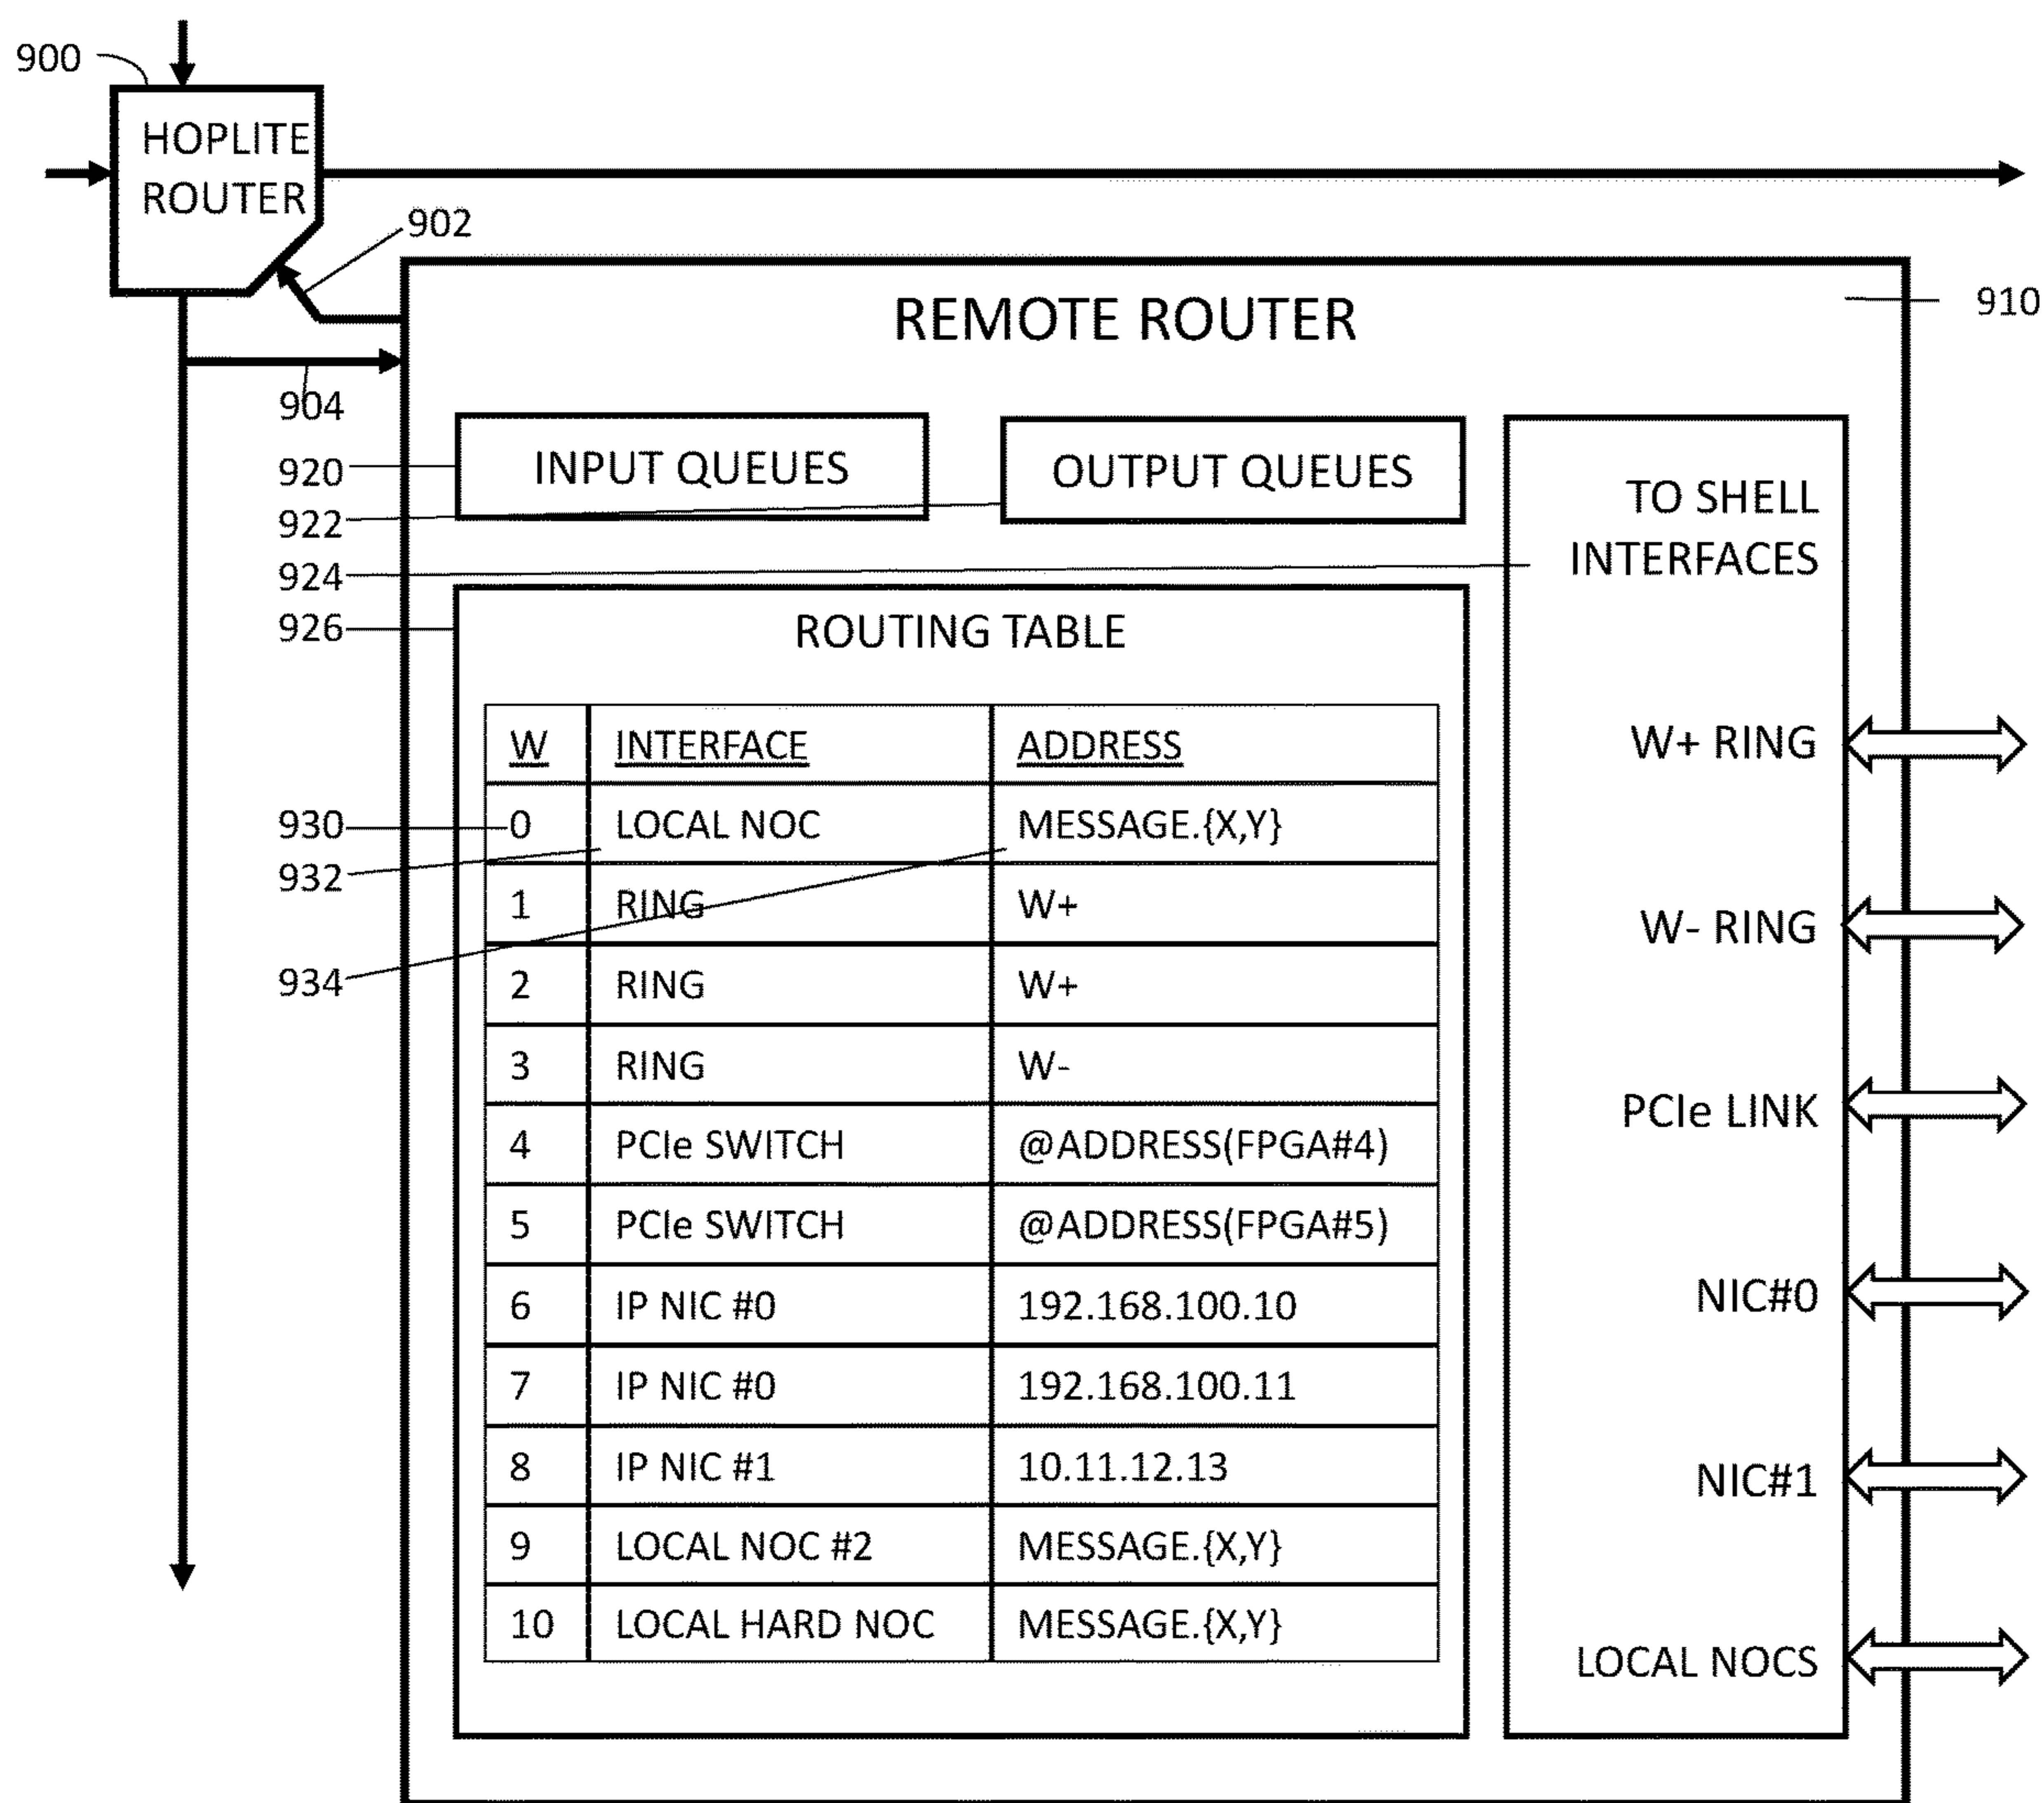 900
HOPLITE
ROUTER
902
REMOTE ROUTER
910
904
INPUT QUEUES
OUTPUT QUEUES
920
922
924
926
TO SHELL
INTERFACES
ROUTING TABLE
W INTERFACE ADDRESS
0 LOCAL NOC MESSAGE.{X,Y}
1 RING W+
2 RING W+
3 RING W-
4 PCIe SWITCH @ADDRESS(FPGA#4)
5 PCIe SWITCH @ADDRESS(FPGA#5)
6 IP NIC #0 192.168.100.10
7 IP NIC #0 192.168.100.11
8 IP NIC #1 10.11.12.13
9 LOCAL NOC #2 MESSAGE.{X,Y}
10 LOCAL HARD NOC MESSAGE.{X,Y}
930
932
934
W+ RING
W- RING
PCIe LINK
NIC#0
NIC#1
LOCAL NOCS